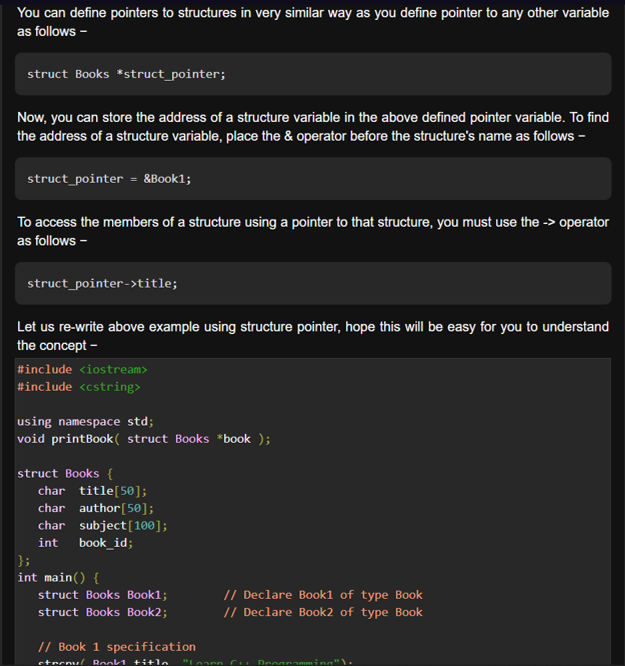 You can define pointers to structures in very similar way as you define pointer to any other variable
as follows −
struct Books *struct_pointer;
Now, you can store the address of a structure variable in the above defined pointer variable. To find
the address of a structure variable, place the & operator before the structure's name as follows −
struct_pointer = &Book1;
To access the members of a structure using a pointer to that structure, you must use the -> operator
as follows −
struct_pointer->title;
Let us re-write above example using structure pointer, hope this will be easy for you to understand
the concept −
#include <iostream>
#include <cstring>
using namespace std;
void printBook( struct Books *book );
struct Books {
   char  title[50];
   char  author[50];
   char  subject[100];
   int   book_id;
};
int main() {
   struct Books Book1;        // Declare Book1 of type Book
   struct Books Book2;        // Declare Book2 of type Book
   // Book 1 specification
   strcpy( Book1.title, "Learn C++ Programming");